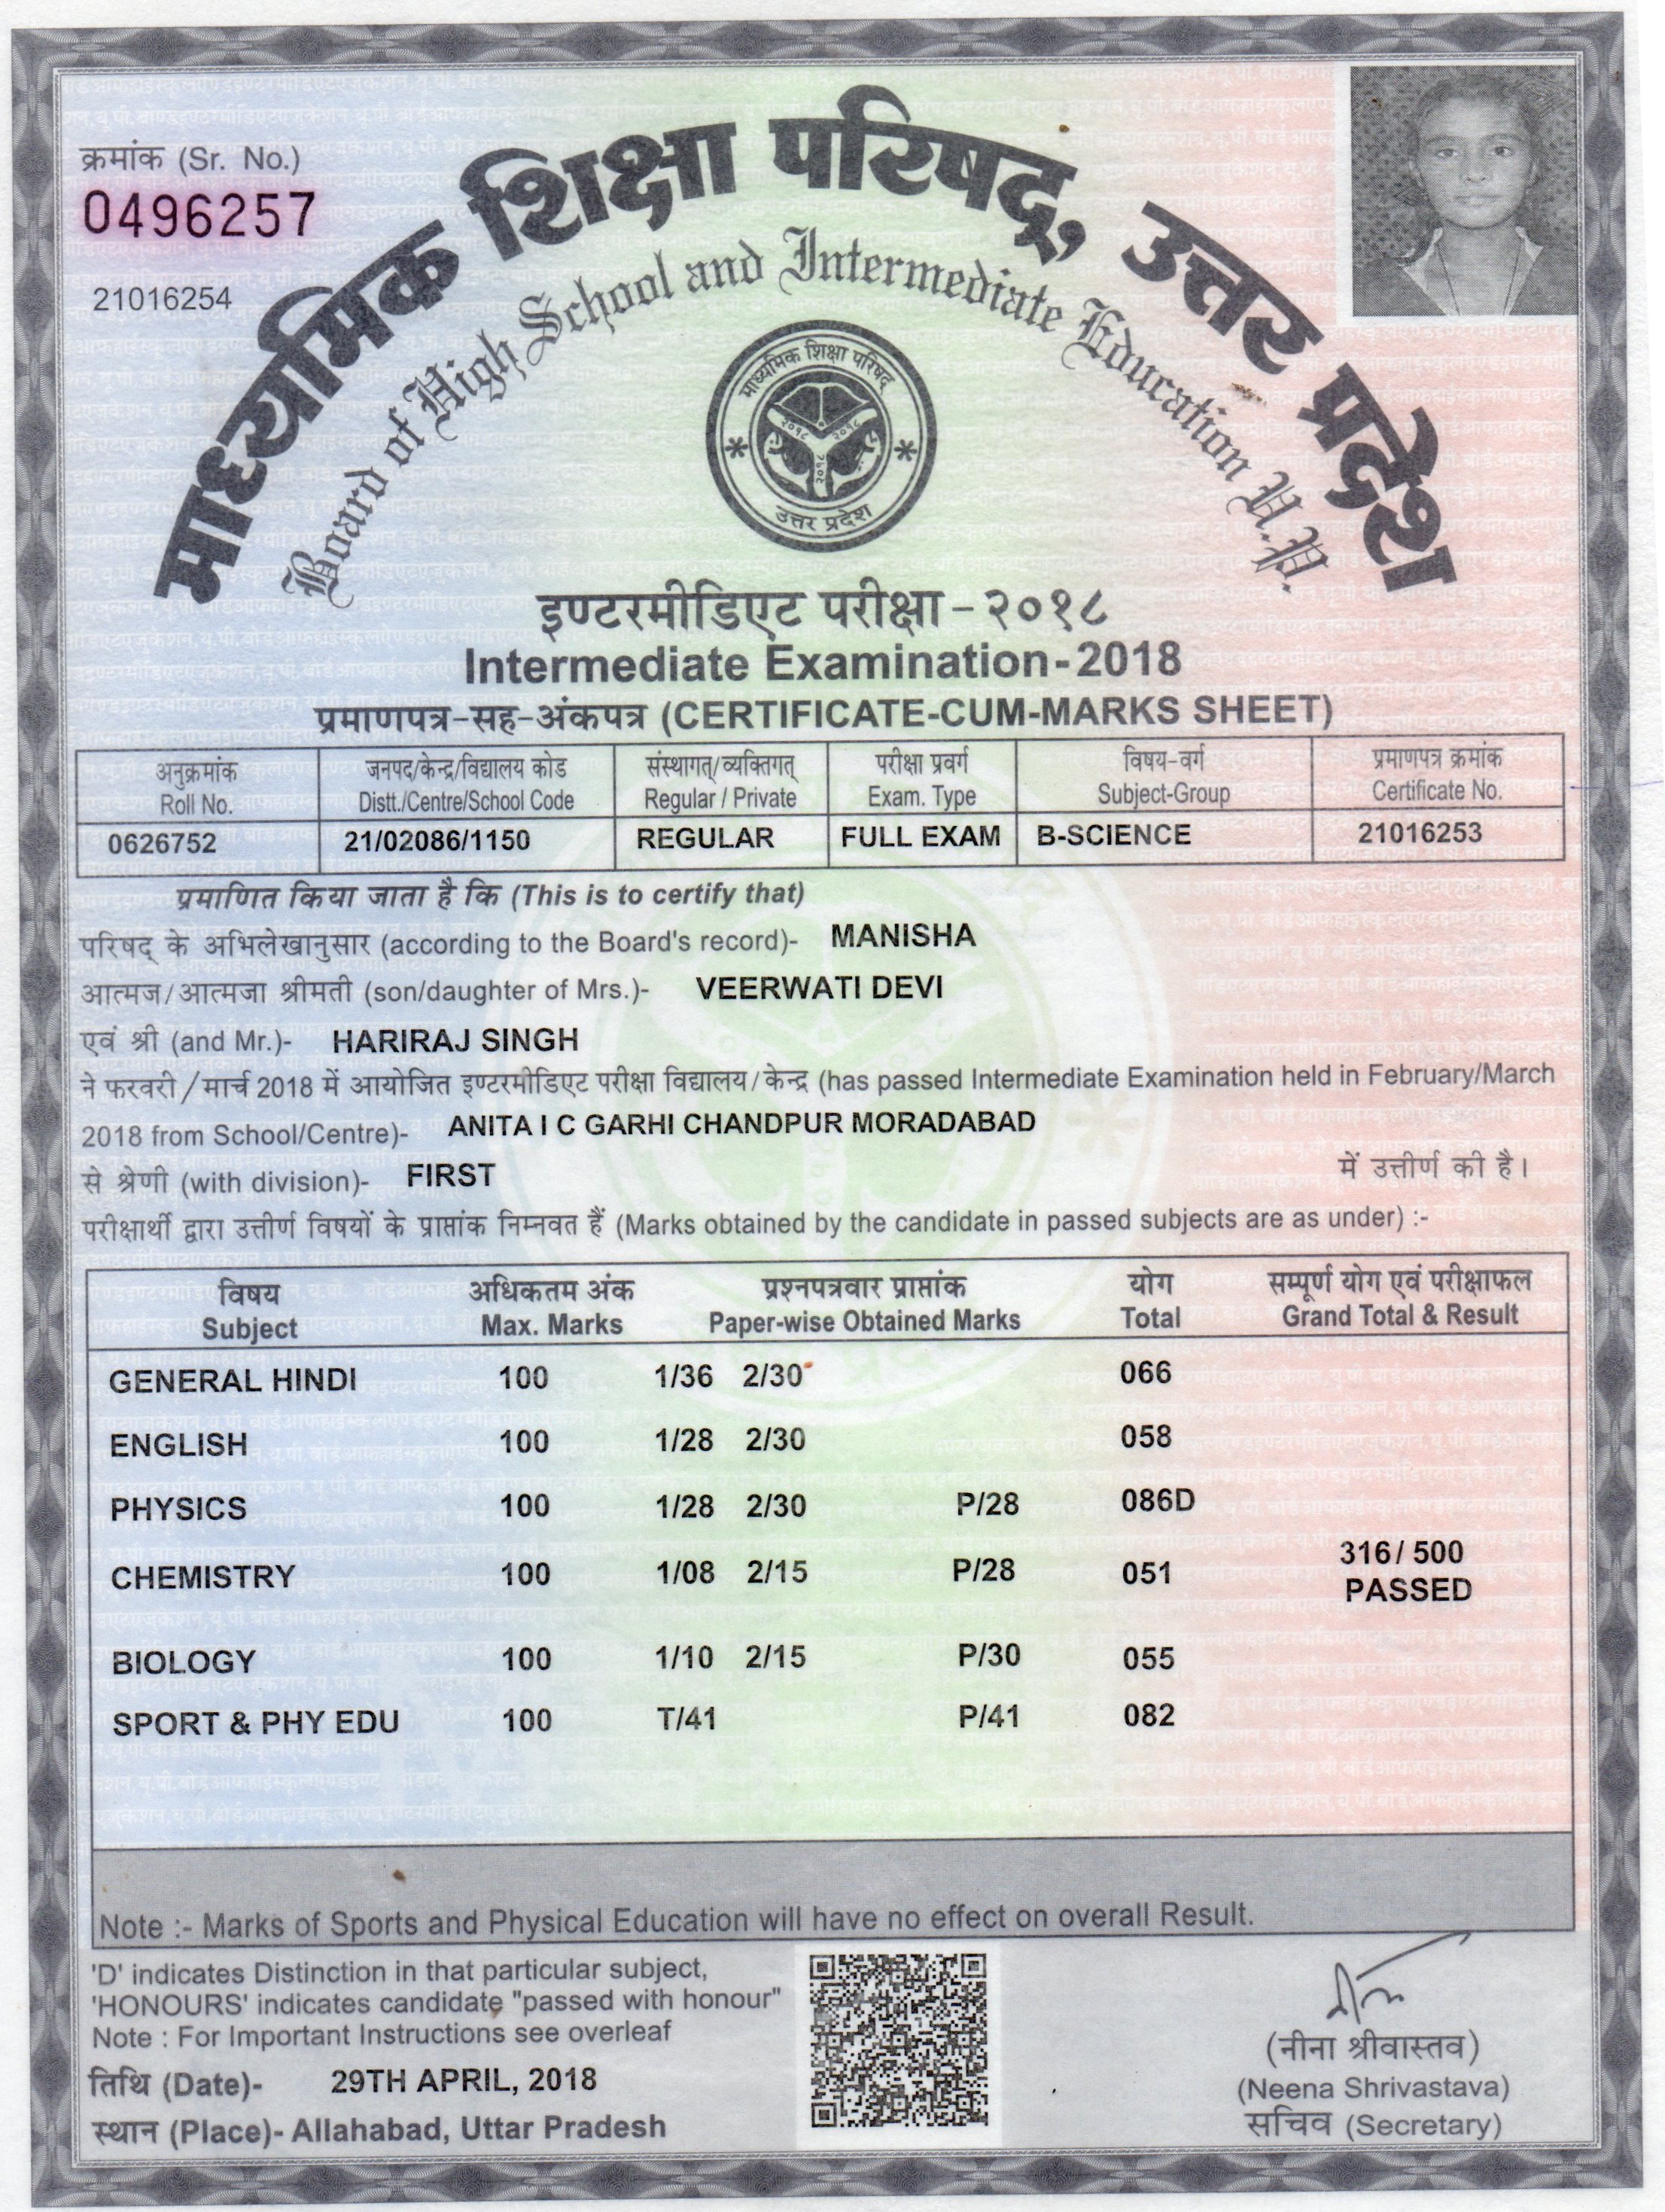 क्रमांक (Sr. No.)
0496257
21016254
माध्यमिक शिक्षा परिषद्, उत्तर प्रदेश
Board of High School and Intermediate Education U.P.
माध्यमिक शिक्षा परिषद्
२०१८ २०१८
२०१८
उत्तर प्रदेश
इण्टरमीडिएट परीक्षा - २०१८
Intermediate Examination - 2018
प्रमाणपत्र-सह-अंकपत्र (CERTIFICATE-CUM-MARKS SHEET)
अनुक्रमांक जनपद/केन्द्र/विद्यालय कोड संस्थागत्/व्यक्तिगत् परीक्षा प्रवर्ग विषय-वर्ग प्रमाणपत्र क्रमांक
Roll No. Distt./Centre/School Code Regular / Private Exam. Type Subject-Group Certificate No.
0626752 21/02086/1150 REGULAR FULL EXAM B-SCIENCE 21016253
प्रमाणित किया जाता है कि (This is to certify that)
परिषद् के अभिलेखानुसार (according to the Board's record)- MANISHA
आत्मज/आत्मजा श्रीमती (son/daughter of Mrs.)- VEERWATI DEVI
एवं श्री (and Mr.)- HARIRAJ SINGH
ने फरवरी/मार्च 2018 में आयोजित इण्टरमीडिएट परीक्षा विद्यालय/केन्द्र (has passed Intermediate Examination held in February/March
2018 from School/Centre)- ANITA I C GARHI CHANDPUR MORADABAD
से श्रेणी (with division)- FIRST में उत्तीर्ण की है।
परीक्षार्थी द्वारा उत्तीर्ण विषयों के प्राप्तांक निम्नवत हैं (Marks obtained by the candidate in passed subjects are as under) :-
विषय अधिकतम अंक प्रश्नपत्रवार प्राप्तांक योग सम्पूर्ण योग एवं परीक्षाफल
Subject Max. Marks Paper-wise Obtained Marks Total Grand Total & Result
GENERAL HINDI 100 1/36 2/30 066
ENGLISH 100 1/28 2/30 058
PHYSICS 100 1/28 2/30 P/28 086D
CHEMISTRY 100 1/08 2/15 P/28 051 316/ 500
PASSED
BIOLOGY 100 1/10 2/15 P/30 055
SPORT & PHY EDU 100 T/41 P/41 082
Note :- Marks of Sports and Physical Education will have no effect on overall Result.
'D' indicates Distinction in that particular subject,
'HONOURS' indicates candidate "passed with honour"
Note : For Important Instructions see overleaf
तिथि (Date)- 29TH APRIL, 2018
स्थान (Place)- Allahabad, Uttar Pradesh
(नीना श्रीवास्तव)
(Neena Shrivastava)
सचिव (Secretary)